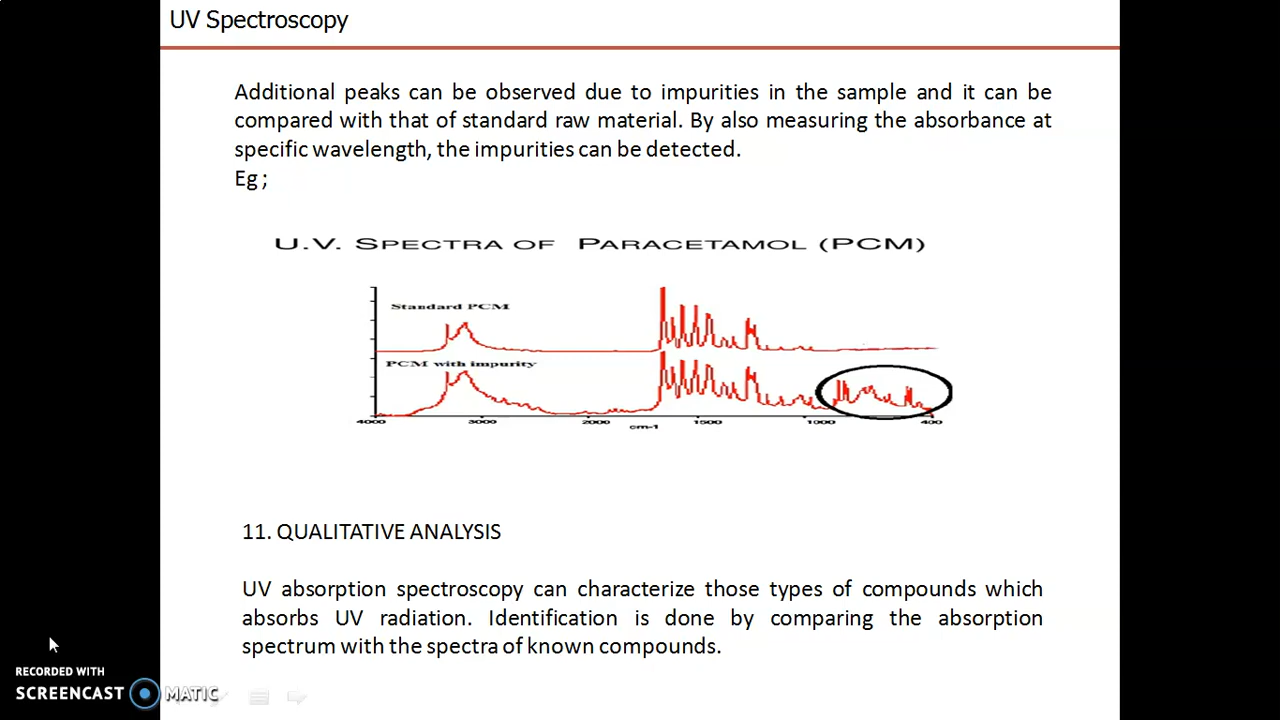 UV Spectroscopy
Additional peaks can be observed due to impurities in the sample and it can be
compared with that of standard raw material. By also measuring the absorbance at
specific wavelength, the impurities can be detected.
Eg ;
U.V. SPECTRA OF PARACETAMOL (PCM)
Standard PCM
PCM with impurity
4000 3000 2000 cm-1 1500 1000 400
11. QUALITATIVE ANALYSIS
UV absorption spectroscopy can characterize those types of compounds which
absorbs UV radiation. Identification is done by comparing the absorption
spectrum with the spectra of known compounds.
RECORDED WITH
SCREENCAST MATIC